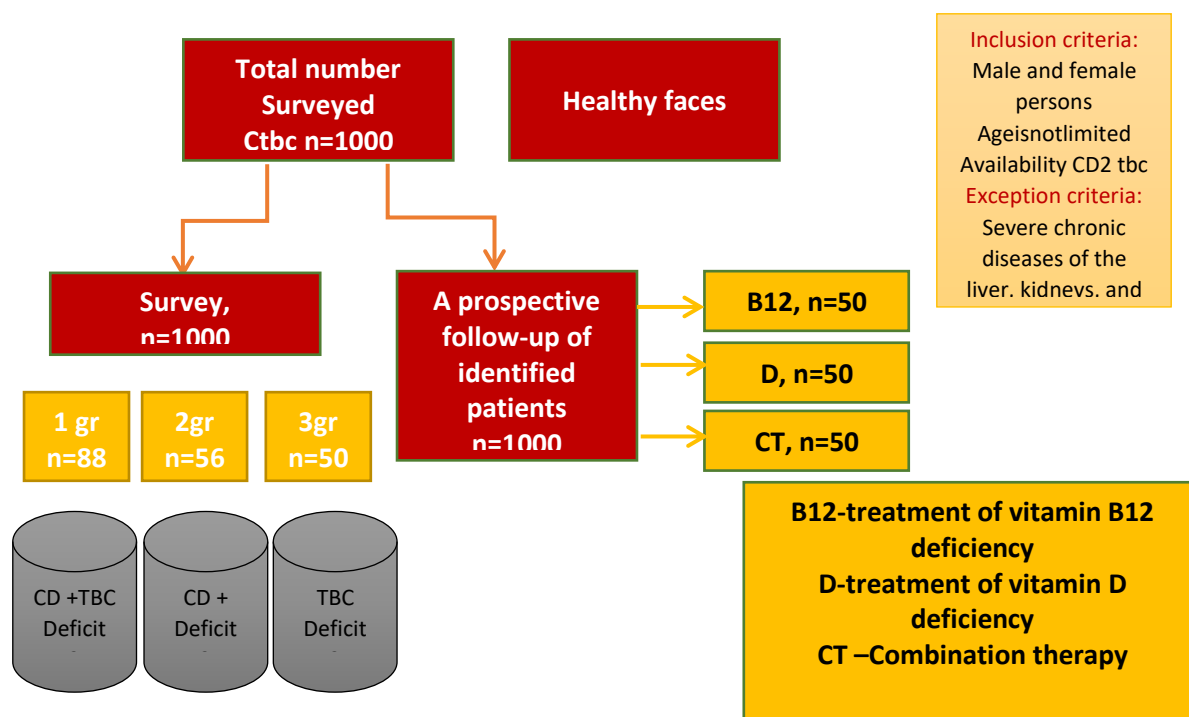 Total number
Surveyed
Ctbc n=1000
Healthy faces
Inclusion criteria:
Male and female
persons
Ageisnotlimited
Availability CD2 tbc
Exception criteria:
Severe chronic
diseases of the
liver, kidneys, and
Survey,
n=1000
A prospective
follow-up of
identified
patients
n=1000
B12, n=50
D, n=50
CT, n=50
1 gr
n=88
2gr
n=56
3gr
n=50
CD +TBC
Deficit
CD +
Deficit
TBC
Deficit
B12-treatment of vitamin B12
deficiency
D-treatment of vitamin D
deficiency
CT –Combination therapy